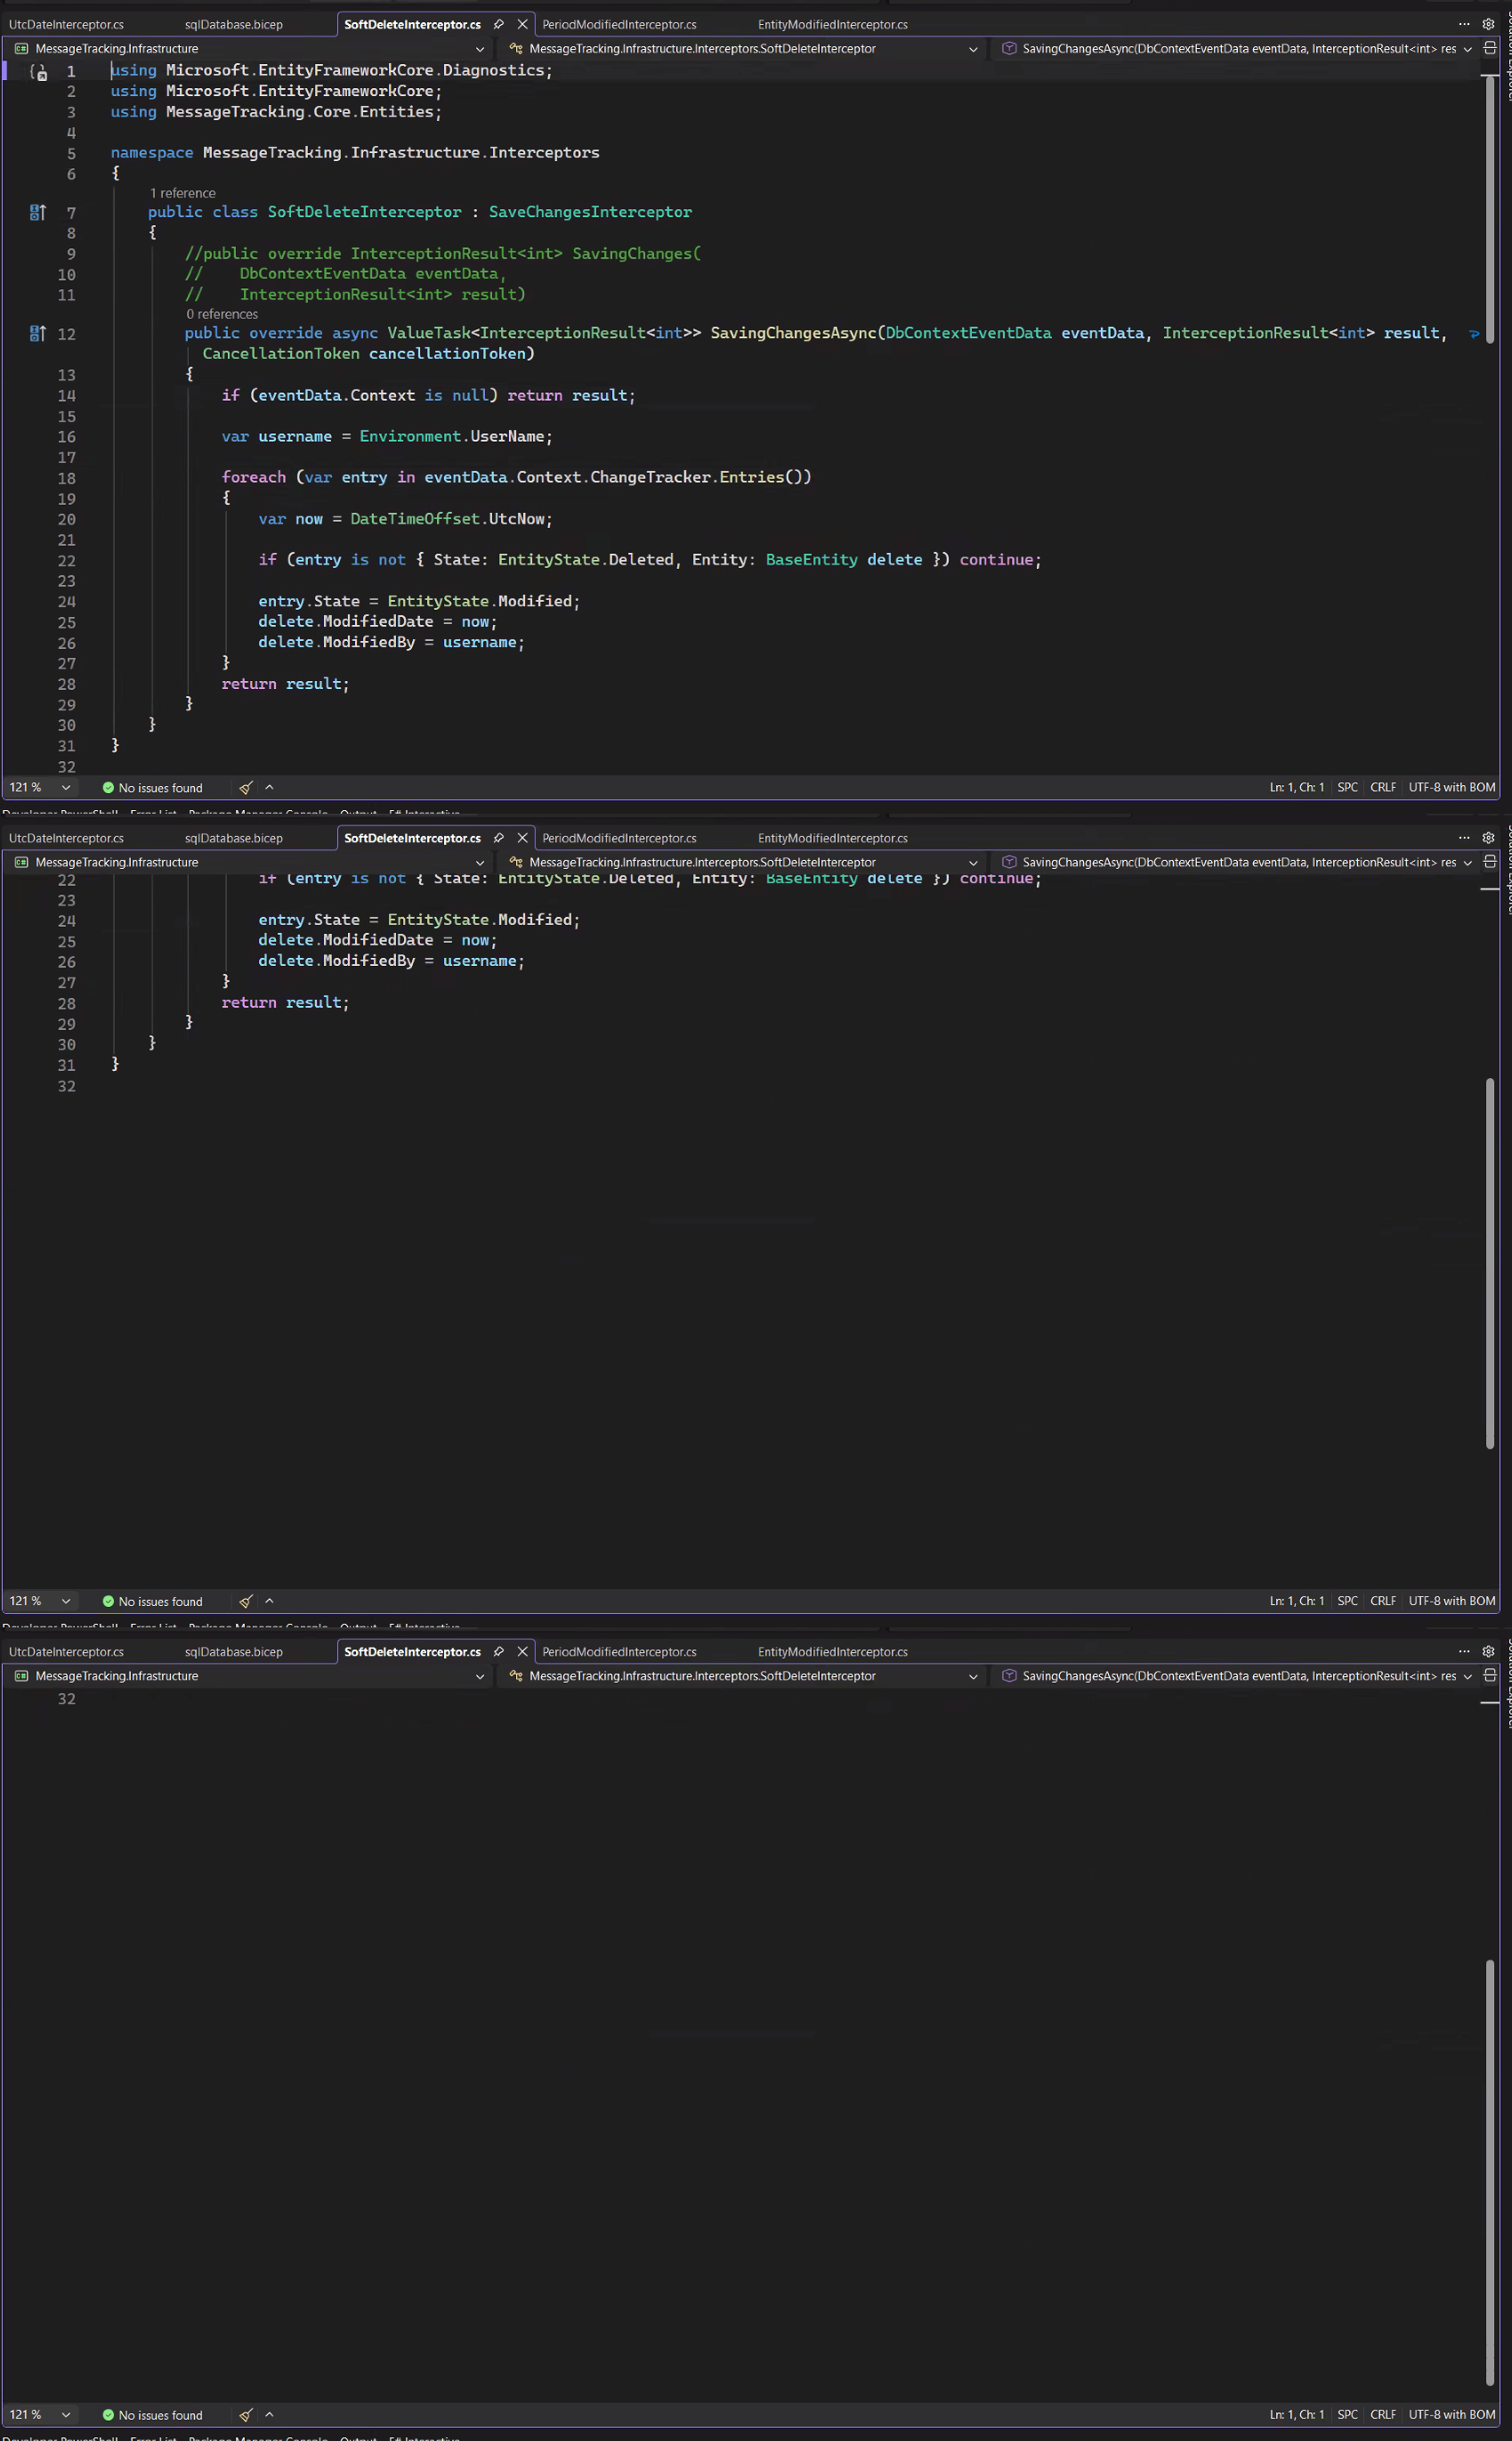 UtcDateInterceptor.cs sqlDatabase.bicep SoftDeleteInterceptor.cs PeriodModifiedInterceptor.cs EntityModifiedInterceptor.cs
MessageTracking.Infrastructure MessageTracking.Infrastructure.Interceptors.SoftDeleteInterceptor SavingChangesAsync(DbContextEventData eventData, InterceptionResult<int> res
1 using Microsoft.EntityFrameworkCore.Diagnostics;
2 using Microsoft.EntityFrameworkCore;
3 using MessageTracking.Core.Entities;
4
5 namespace MessageTracking.Infrastructure.Interceptors
6 {
1 reference
7 public class SoftDeleteInterceptor : SaveChangesInterceptor
8 {
9 //public override InterceptionResult<int> SavingChanges(
10 // DbContextEventData eventData,
11 // InterceptionResult<int> result)
0 references
12 public override async ValueTask<InterceptionResult<int>> SavingChangesAsync(DbContextEventData eventData, InterceptionResult<int> result,
CancellationToken cancellationToken)
13 {
14 if (eventData.Context is null) return result;
15
16 var username = Environment.UserName;
17
18 foreach (var entry in eventData.Context.ChangeTracker.Entries())
19 {
20 var now = DateTimeOffset.UtcNow;
21
22 if (entry is not { State: EntityState.Deleted, Entity: BaseEntity delete }) continue;
23
24 entry.State = EntityState.Modified;
25 delete.ModifiedDate = now;
26 delete.ModifiedBy = username;
27 }
28 return result;
29 }
30 }
31 }
32
121 % No issues found Ln: 1, Ch: 1 SPC CRLF UTF-8 with BOM
UtcDateInterceptor.cs sqlDatabase.bicep SoftDeleteInterceptor.cs PeriodModifiedInterceptor.cs EntityModifiedInterceptor.cs
MessageTracking.Infrastructure MessageTracking.Infrastructure.Interceptors.SoftDeleteInterceptor SavingChangesAsync(DbContextEventData eventData, InterceptionResult<int> res
22 if (entry is not { State: EntityState.Deleted, Entity: BaseEntity delete }) continue;
23
24 entry.State = EntityState.Modified;
25 delete.ModifiedDate = now;
26 delete.ModifiedBy = username;
27 }
28 return result;
29 }
30 }
31 }
32
121 % No issues found Ln: 1, Ch: 1 SPC CRLF UTF-8 with BOM
UtcDateInterceptor.cs sqlDatabase.bicep SoftDeleteInterceptor.cs PeriodModifiedInterceptor.cs EntityModifiedInterceptor.cs
MessageTracking.Infrastructure MessageTracking.Infrastructure.Interceptors.SoftDeleteInterceptor SavingChangesAsync(DbContextEventData eventData, InterceptionResult<int> res
32
121 % No issues found Ln: 1, Ch: 1 SPC CRLF UTF-8 with BOM